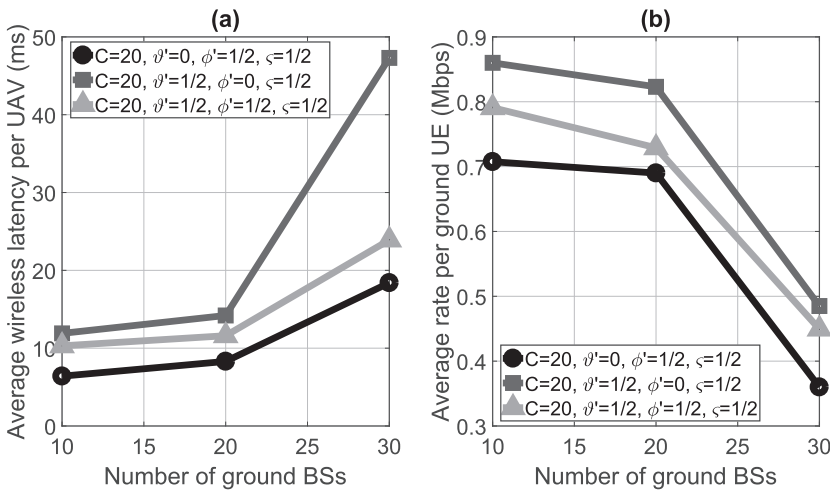 (a)
Average wireless latency per UAV (ms)
50
40
30
20
10
0
C=20, ϑ'=0, ϕ'=1/2, ς=1/2
C=20, ϑ'=1/2, ϕ'=0, ς=1/2
C=20, ϑ'=1/2, ϕ'=1/2, ς=1/2
10 15 20 25 30
Number of ground BSs
(b)
Average rate per ground UE (Mbps)
0.9
0.8
0.7
0.6
0.5
0.4
0.3
C=20, ϑ'=0, ϕ'=1/2, ς=1/2
C=20, ϑ'=1/2, ϕ'=0, ς=1/2
C=20, ϑ'=1/2, ϕ'=1/2, ς=1/2
10 15 20 25 30
Number of ground BSs